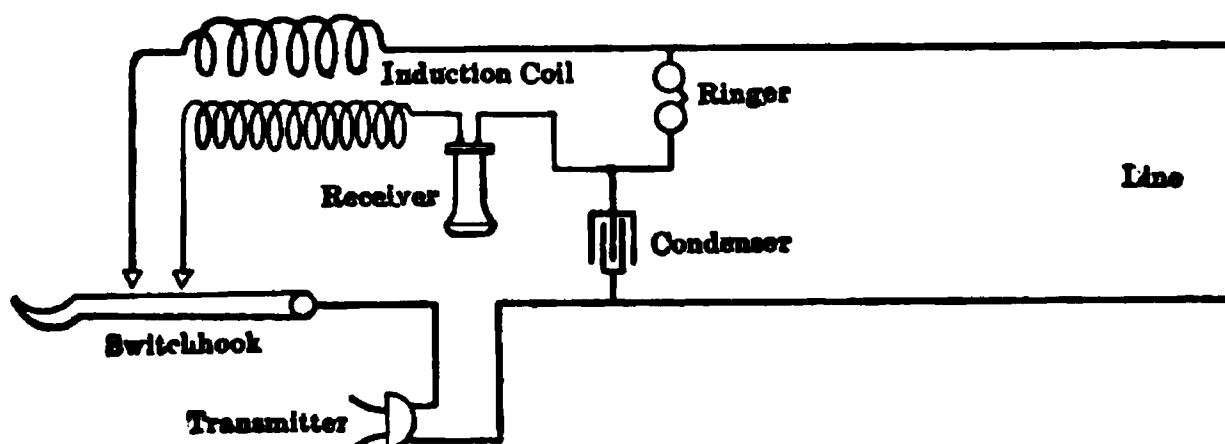 Induction Coil
Ringer
Line
Receiver
Condenser
Switchhook
Transmitter